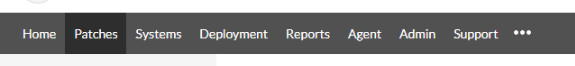 Home Patches Systems Deployment Reports Agent Admin Support •••